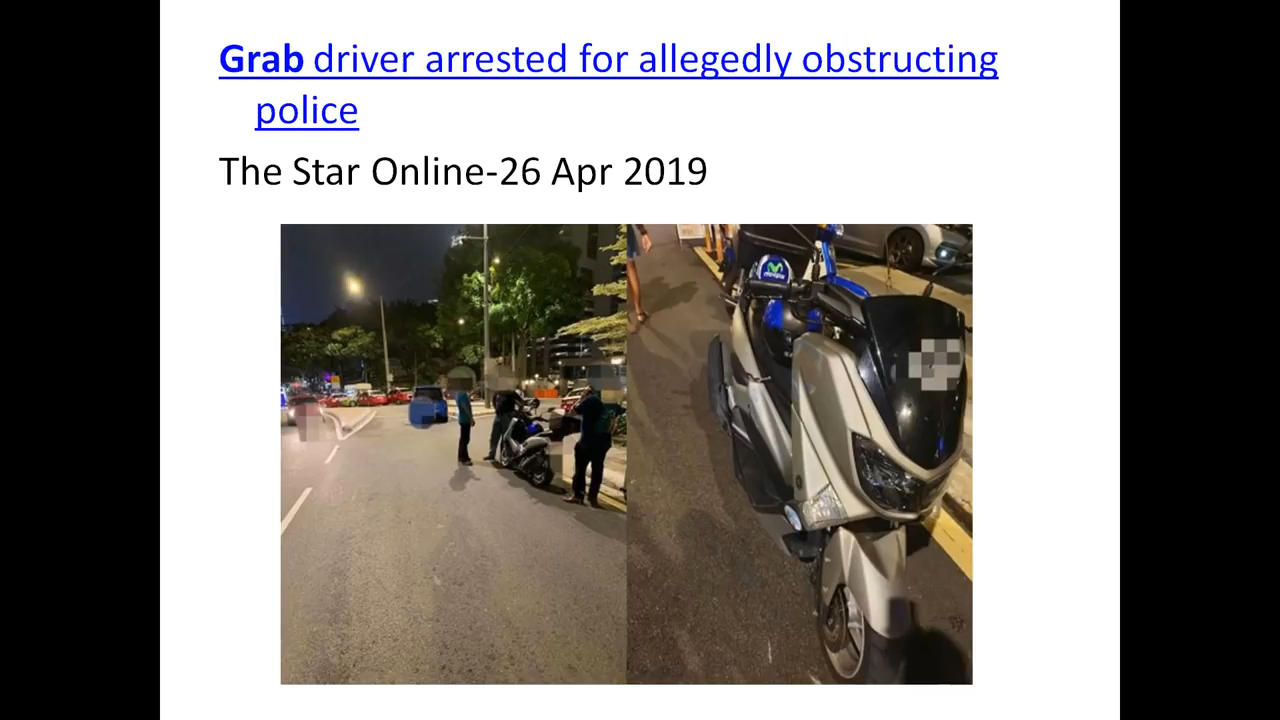 Grab driver arrested for allegedly obstructing
police
The Star Online-26 Apr 2019